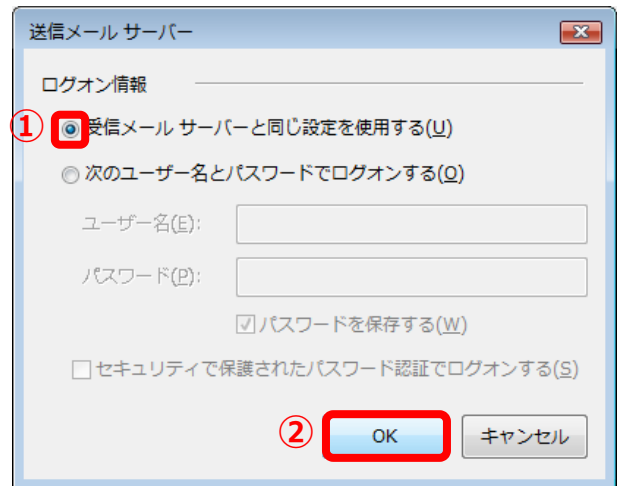 送信メール サーバー
ログオン情報
① 受信メール サーバーと同じ設定を使用する(U)
次のユーザー名とパスワードでログオンする(O)
ユーザー名(E):
パスワード(P):
パスワードを保存する(W)
セキュリティで保護されたパスワード認証でログオンする(S)
② OK キャンセル